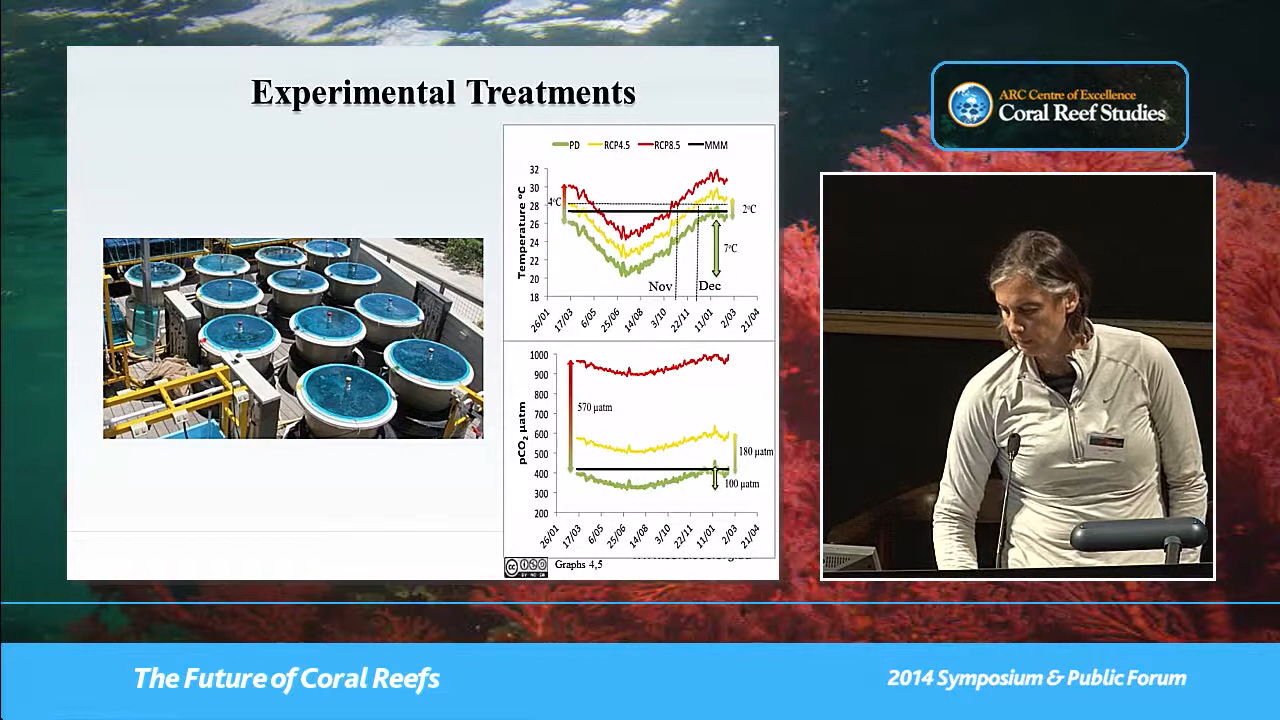 Experimental Treatments
PD RCP4.5 RCP8.5 MMM
Temperature °C
32
30
28
26
24
22
20
18
4°C
2°C
7°C
Nov
Dec
26/01 17/03 6/05 25/06 14/08 3/10 22/11 11/01 2/03 21/04
pCO₂ µatm
1000
900
800
700
600
500
400
300
200
570 µatm
180 µatm
100 µatm
26/01 17/03 6/05 25/06 14/08 3/10 22/11 11/01 2/03 21/04
cc
BY NC SA
Graphs 4,5
ARC Centre of Excellence
Coral Reef Studies
The Future of Coral Reefs
2014 Symposium & Public Forum